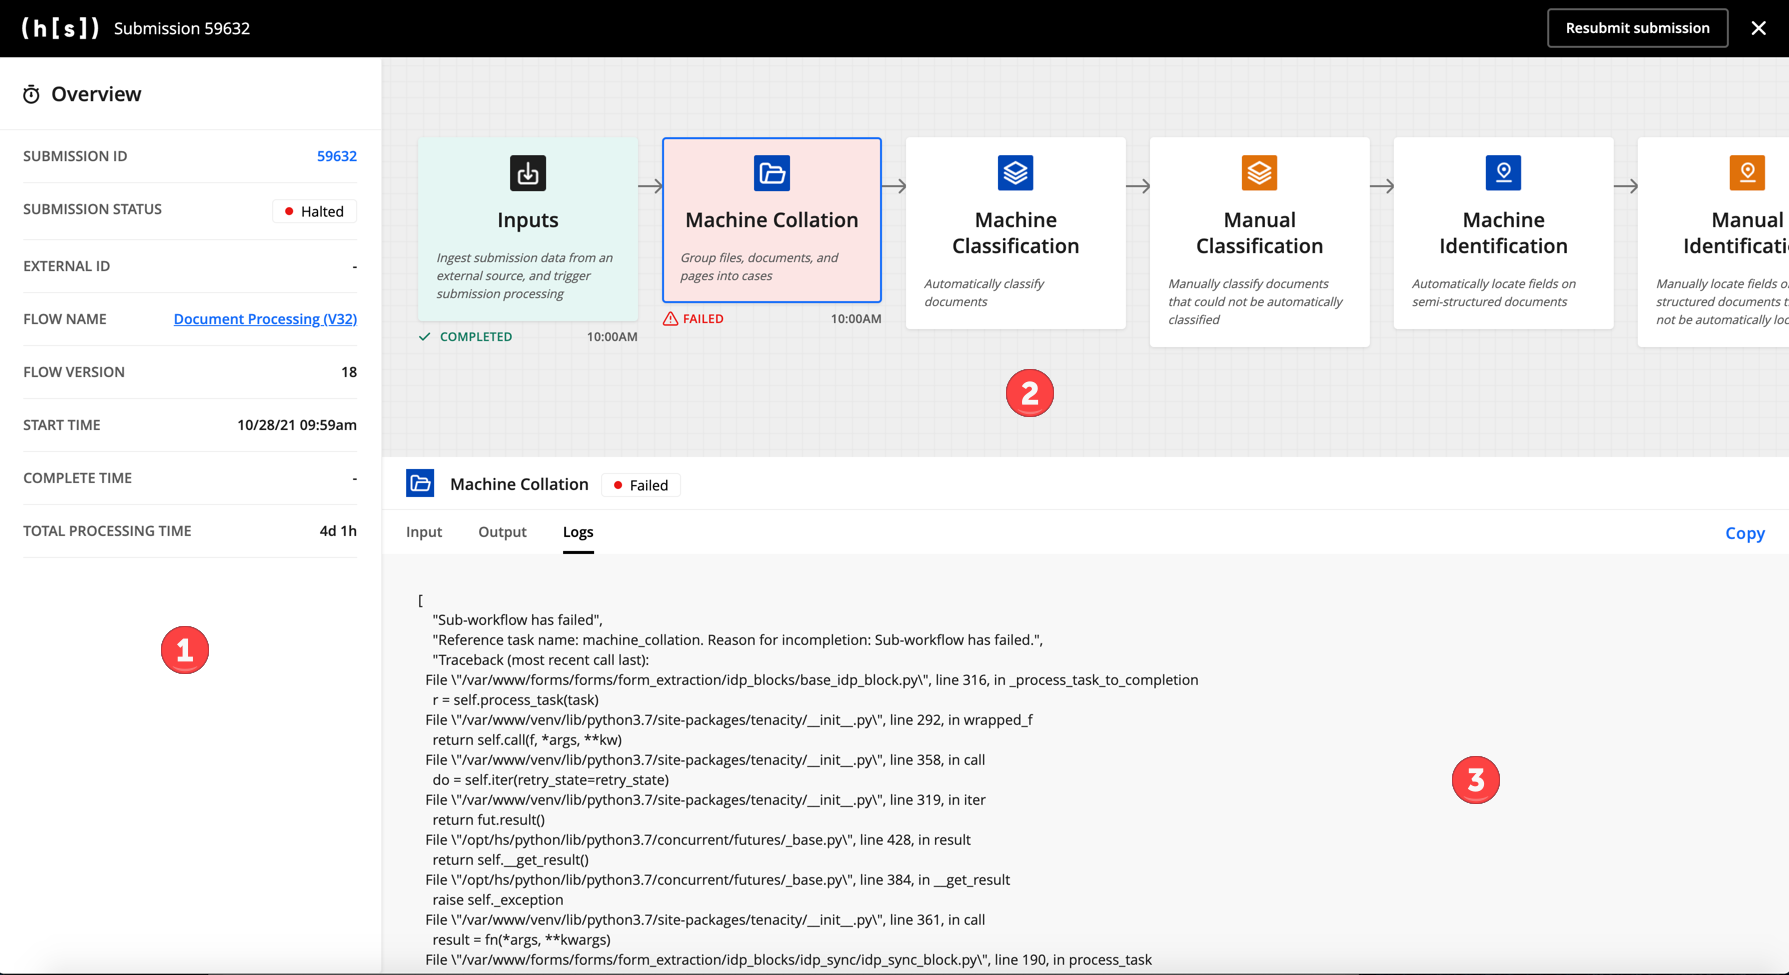 (h[s]) Submission 59632
Resubmit submission
Overview
SUBMISSION ID 59632
SUBMISSION STATUS Halted
EXTERNAL ID -
FLOW NAME Document Processing (V32)
FLOW VERSION 18
START TIME 10/28/21 09:59am
COMPLETE TIME -
TOTAL PROCESSING TIME 4d 1h
1
Inputs
Ingest submission data from an
external source, and trigger
submission processing
COMPLETED 10:00AM
Machine Collation
Group files, documents, and
pages into cases
FAILED 10:00AM
Machine
Classification
Automatically classify
documents
Manual
Classification
Manually classify documents
that could not be automatically
classified
Machine
Identification
Automatically locate fields on
semi-structured documents
Manual
Manually locate fields
structured documents
not be automatically
2
Machine Collation Failed
Input Output Logs
Copy
[
"Sub-workflow has failed",
"Reference task name: machine_collation. Reason for incompletion: Sub-workflow has failed.",
"Traceback (most recent call last):
File \"/var/www/forms/forms/form_extraction/idp_blocks/base_idp_block.py\", line 316, in _process_task_to_completion
r = self.process_task(task)
File \"/var/www/venv/lib/python3.7/site-packages/tenacity/__init__.py\", line 292, in wrapped_f
return self.call(f, *args, **kw)
File \"/var/www/venv/lib/python3.7/site-packages/tenacity/__init__.py\", line 358, in call
do = self.iter(retry_state=retry_state)
File \"/var/www/venv/lib/python3.7/site-packages/tenacity/__init__.py\", line 319, in iter
return fut.result()
File \"/opt/hs/python/lib/python3.7/concurrent/futures/_base.py\", line 428, in result
return self.__get_result()
File \"/opt/hs/python/lib/python3.7/concurrent/futures/_base.py\", line 384, in __get_result
raise self._exception
File \"/var/www/venv/lib/python3.7/site-packages/tenacity/__init__.py\", line 361, in call
result = fn(*args, **kwargs)
File \"/var/www/forms/forms/form_extraction/idp_blocks/idp_sync/idp_sync_block.py\", line 190, in process_task
3